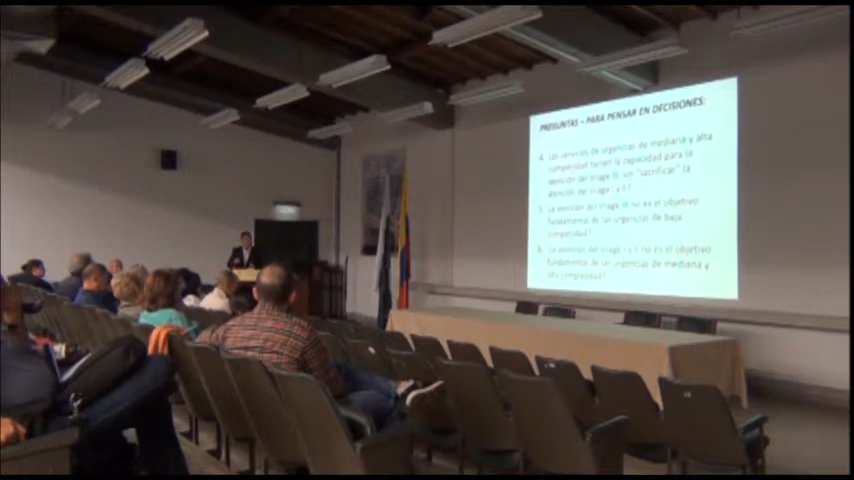 PREGUNTAS – PARA PENSAR EN DECISIONES:
4. Los servicios de urgencias de mediana y alta
complejidad tienen la capacidad para la
atención del triage III, sin "sacrificar" la
atención del triage I y II?
5. La atención del triage III no es el objetivo
fundamental de las urgencias de baja
complejidad?
6. La atención del triage I y II no es el objetivo
fundamental de las urgencias de mediana y
alta complejidad?